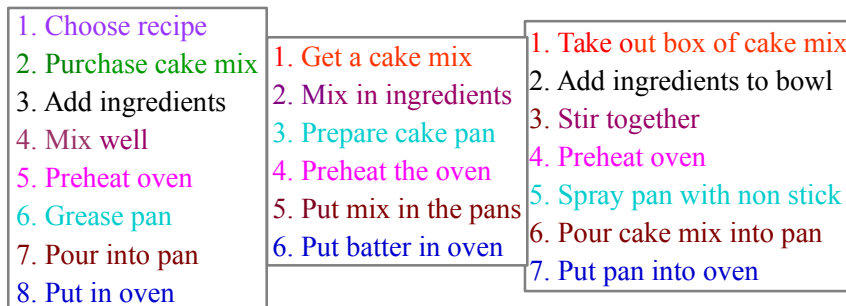 1. Choose recipe
2. Purchase cake mix
3. Add ingredients
4. Mix well
5. Preheat oven
6. Grease pan
7. Pour into pan
8. Put in oven
1. Get a cake mix
2. Mix in ingredients
3. Prepare cake pan
4. Preheat the oven
5. Put mix in the pans
6. Put batter in oven
1. Take out box of cake mix
2. Add ingredients to bowl
3. Stir together
4. Preheat oven
5. Spray pan with non stick
6. Pour cake mix into pan
7. Put pan into oven